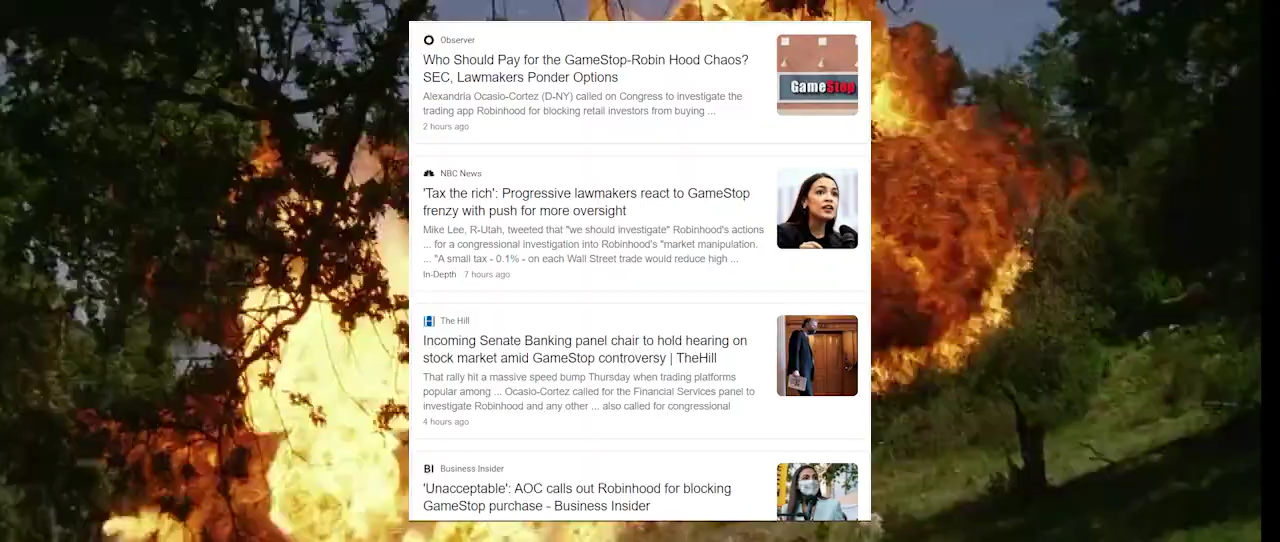 Observer
Who Should Pay for the GameStop-Robin Hood Chaos?
SEC, Lawmakers Ponder Options
Alexandria Ocasio-Cortez (D-NY) called on Congress to investigate the
trading app Robinhood for blocking retail investors from buying ...
2 hours ago
GameStop
NBC News
'Tax the rich': Progressive lawmakers react to GameStop
frenzy with push for more oversight
Mike Lee, R-Utah, tweeted that "we should investigate" Robinhood's actions
... for a congressional investigation into Robinhood's "market manipulation.
... "A small tax - 0.1% - on each Wall Street trade would reduce high ...
In-Depth 7 hours ago
The Hill
Incoming Senate Banking panel chair to hold hearing on
stock market amid GameStop controversy | TheHill
That rally hit a massive speed bump Thursday when trading platforms
popular among ... Ocasio-Cortez called for the Financial Services panel to
investigate Robinhood and any other ... also called for congressional
4 hours ago
BI Business Insider
'Unacceptable': AOC calls out Robinhood for blocking
GameStop purchase - Business Insider